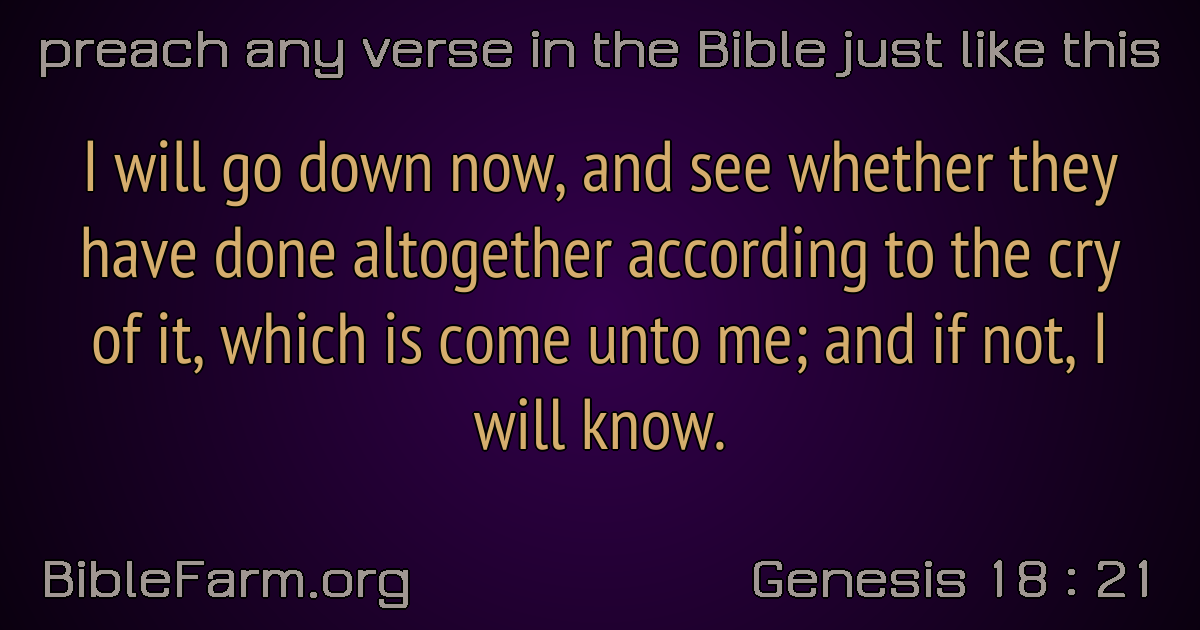 preach any verse in the Bible just like this
I will go down now, and see whether they
have done altogether according to the cry
of it, which is come unto me; and if not, I
will know.
BibleFarm.org
Genesis 18 : 21